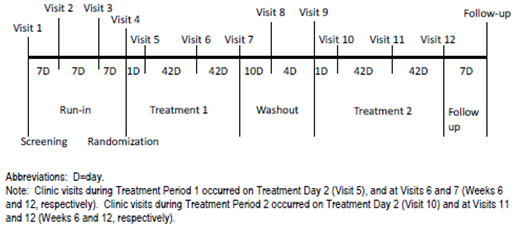 Visit 8 Visit 9 Follow-up
Visit 2 Visit 3
Visit 4
Visit 1 Visit 5 Visit 6 Visit 7 Visit 10 Visit 11 Visit 12
7D 7D 7D 1D 42D 42D 10D 4D 1D 42D 42D 7D
Run-in Treatment 1 Washout Treatment 2 Follow
up
Screening Randomization
Abbreviations: D=day.
Note: Clinic visits during Treatment Period 1 occurred on Treatment Day 2 (Visit 5), and at Visits 6 and 7 (Weeks 6
and 12, respectively). Clinic visits during Treatment Period 2 occurred on Treatment Day 2 (Visit 10) and at Visits 11
and 12 (Weeks 6 and 12, respectively).